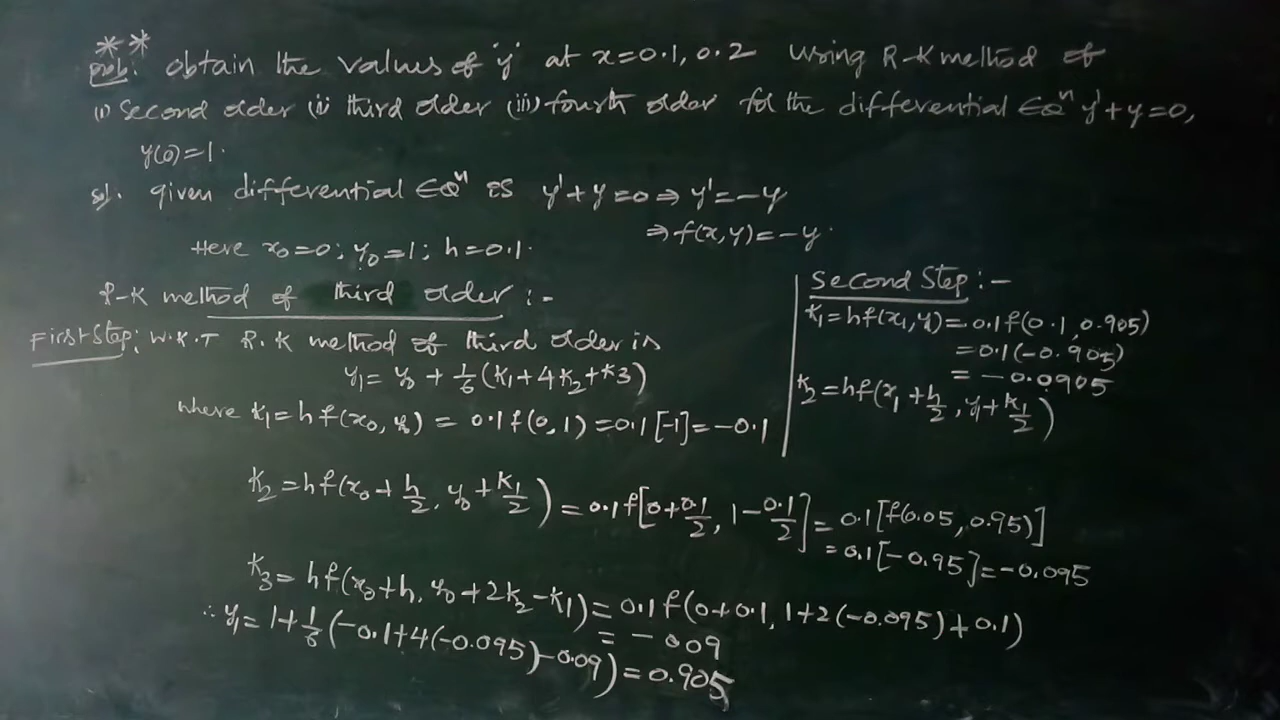 ** prob: obtain the values of 'y' at x=0.1, 0.2 using R-K method of
(i) Second order (ii) third order (iii) fourth order for the differential EQⁿ y'+y=0,
y(0)=1.
sol. given differential EQⁿ is y'+y=0 ⇒ y'=-y
⇒ f(x,y)=-y.
Here x₀=0; y₀=1; h=0.1.
R-K method of third order :-
First Step: W.K.T R.K method of third order is
y₁ = y₀ + 1/6 (K₁+4K₂+K3)
where K₁=hf(x₀, y₀) = 0.1f(0,1) =0.1[-1]=-0.1
K₂=hf(x₀+h/2, y₀+K₁/2) = 0.1f[0+0.1/2, 1-0.1/2] = 0.1[f(0.05, 0.95)]
= 0.1[-0.95]=-0.095
K₃= hf(x₀+h, y₀+2K₂-K₁)= 0.1f(0+0.1, 1+2(-0.095)+0.1)
= -0.09
∴ y₁= 1+1/6(-0.1+4(-0.095)-0.09) = 0.905
Second Step :-
K₁=hf(x₁,y₁)=0.1f(0.1, 0.905)
=0.1(-0.905)
= -0.0905
K₂=hf(x₁+h/2, y₁+K₁/2)